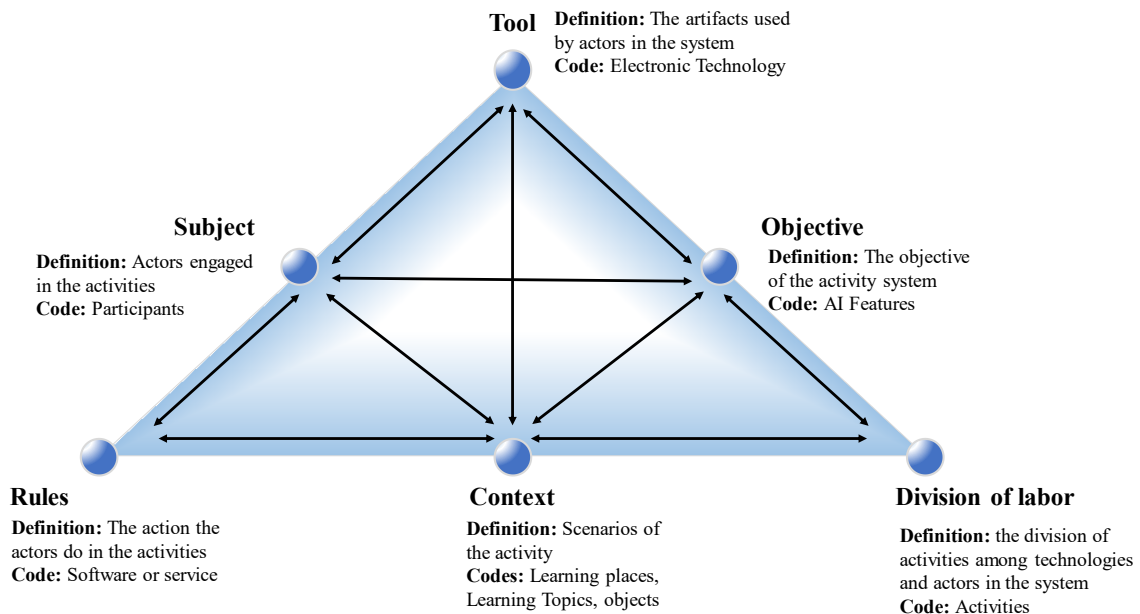 Tool
Definition: The artifacts used
by actors in the system
Code: Electronic Technology
Subject
Definition: Actors engaged
in the activities
Code: Participants
Objective
Definition: The objective
of the activity system
Code: AI Features
Rules
Definition: The action the
actors do in the activities
Code: Software or service
Context
Definition: Scenarios of
the activity
Codes: Learning places,
Learning Topics, objects
Division of labor
Definition: the division of
activities among technologies
and actors in the system
Code: Activities